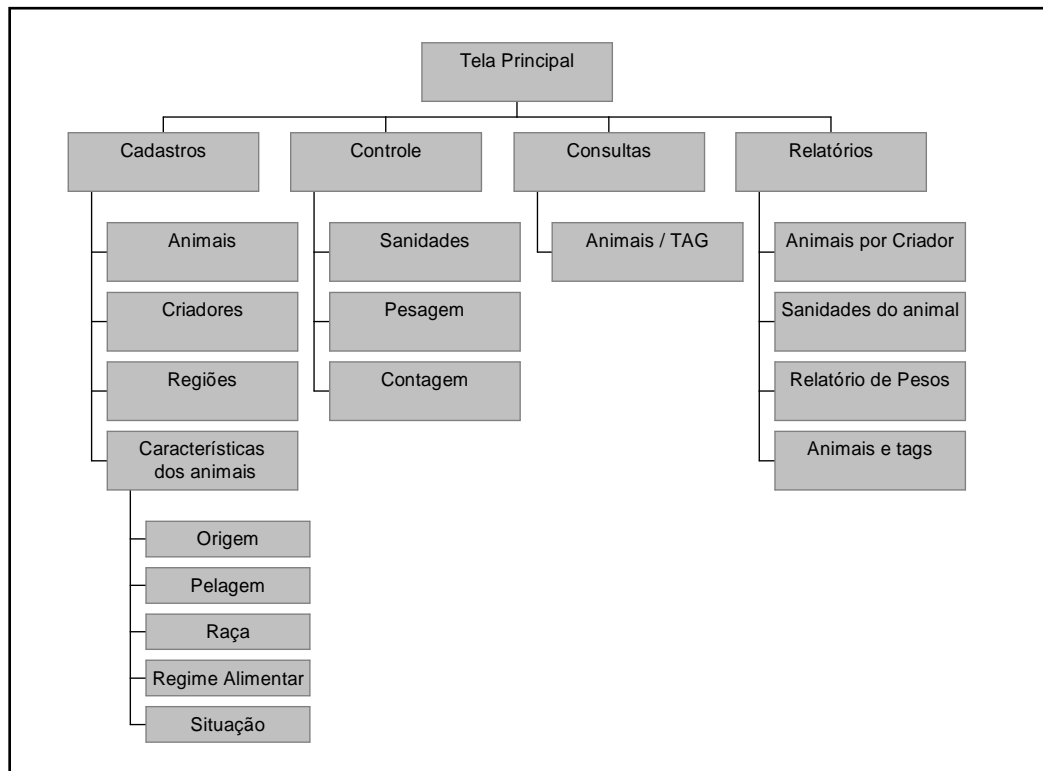 Tela Principal
Cadastros
Controle
Consultas
Relatórios
Animais
Criadores
Regiões
Características
dos animais
Origem
Pelagem
Raça
Regime Alimentar
Situação
Sanidades
Pesagem
Contagem
Animais / TAG
Animais por Criador
Sanidades do animal
Relatório de Pesos
Animais e tags